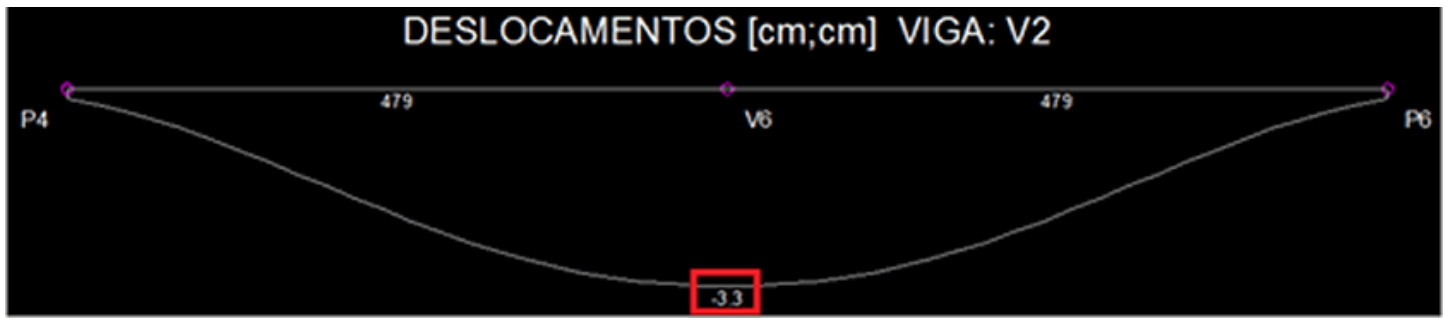 DESLOCAMENTOS [cm;cm] VIGA: V2
479 479
P4 V6 P6
-3.3